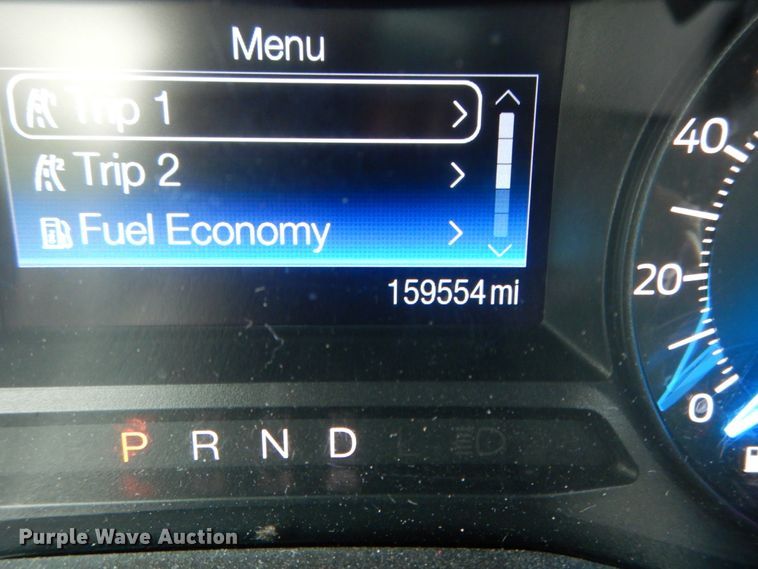 Menu
Trip 1
Trip 2
Fuel Economy
159554 mi
40
20
0
P R N D L
Purple Wave Auction